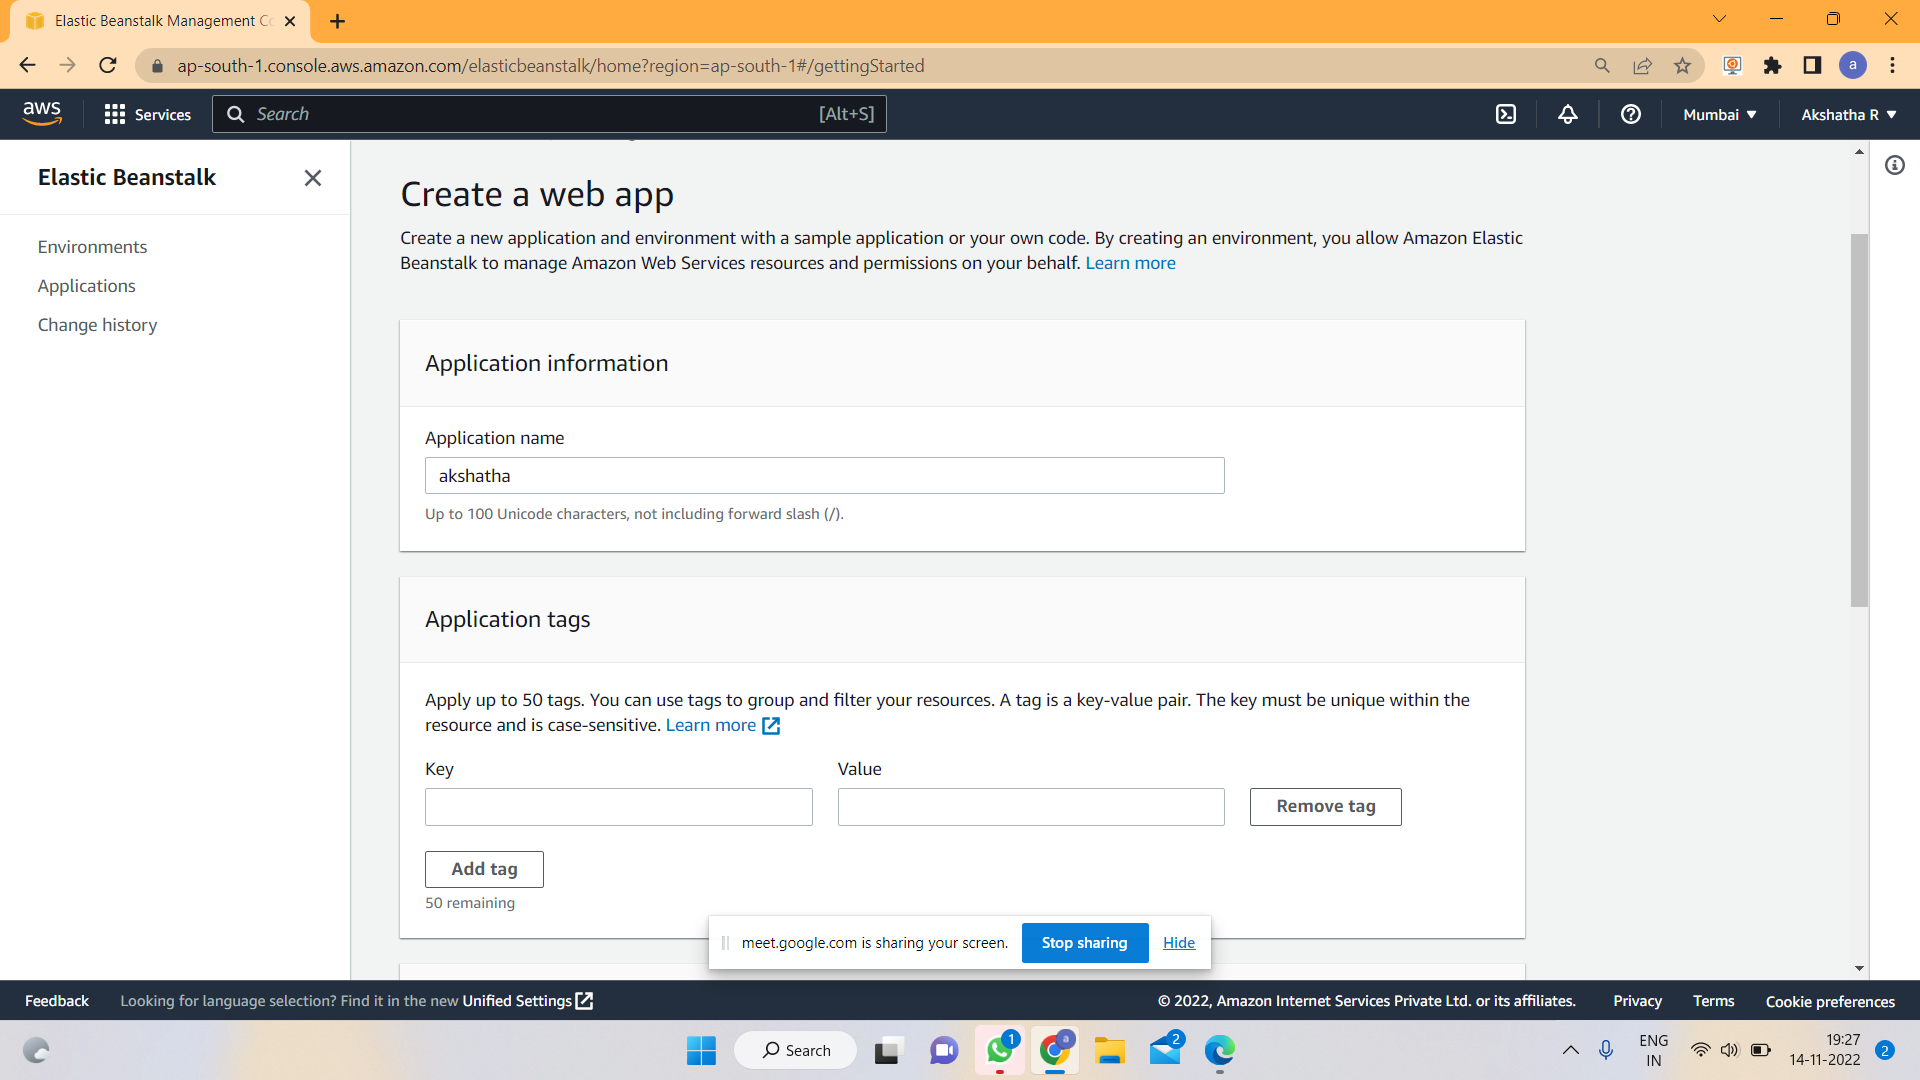 Elastic Beanstalk Management Co
ap-south-1.console.aws.amazon.com/elasticbeanstalk/home?region=ap-south-1#/gettingStarted
a
aws
Services
Search
[Alt+S]
Mumbai ▼
Akshatha R ▼
Elastic Beanstalk
Environments
Applications
Change history
Create a web app
Create a new application and environment with a sample application or your own code. By creating an environment, you allow Amazon Elastic
Beanstalk to manage Amazon Web Services resources and permissions on your behalf. Learn more
Application information
Application name
akshatha
Up to 100 Unicode characters, not including forward slash (/).
Application tags
Apply up to 50 tags. You can use tags to group and filter your resources. A tag is a key-value pair. The key must be unique within the
resource and is case-sensitive. Learn more
Key
Value
Remove tag
Add tag
50 remaining
meet.google.com is sharing your screen.
Stop sharing
Hide
Feedback
Looking for language selection? Find it in the new Unified Settings
© 2022, Amazon Internet Services Private Ltd. or its affiliates.
Privacy
Terms
Cookie preferences
Search
1
a
2
ENG
IN
19:27
14-11-2022
2